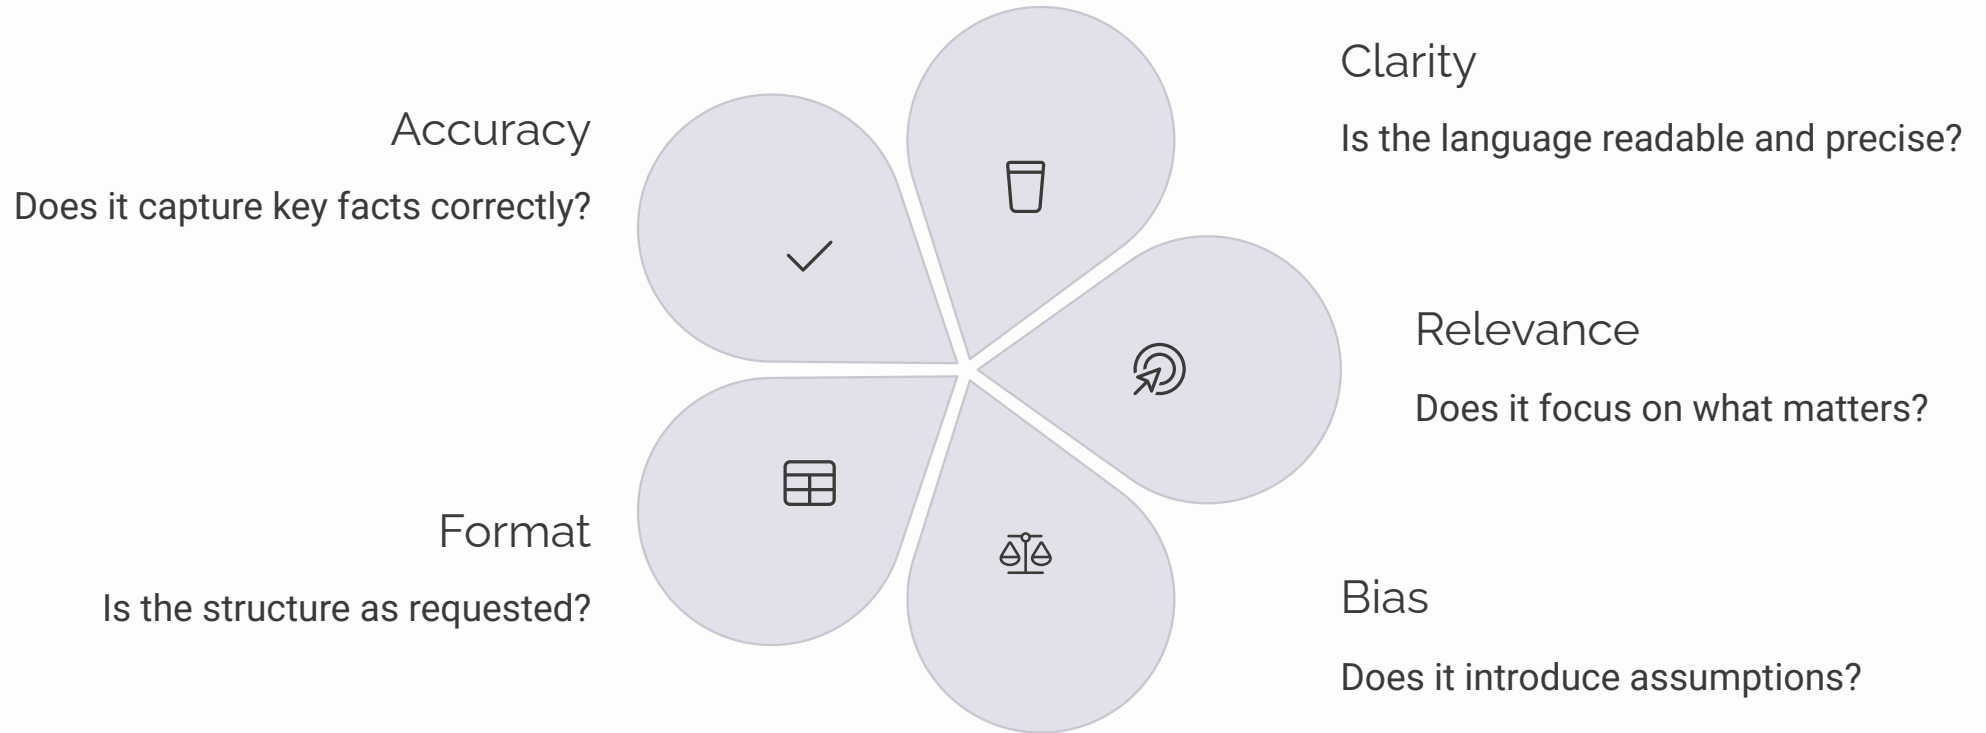 Accuracy
Does it capture key facts correctly?
Clarity
Is the language readable and precise?
Relevance
Does it focus on what matters?
Format
Is the structure as requested?
Bias
Does it introduce assumptions?